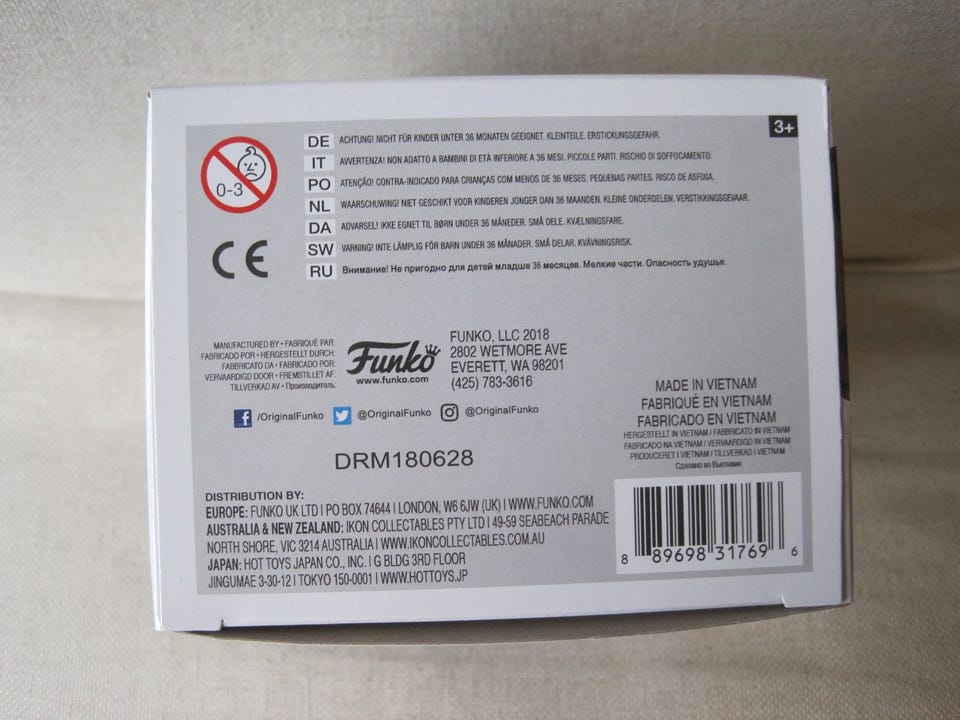 3+
0-3
DE ACHTUNG! NICHT FÜR KINDER UNTER 36 MONATEN GEEIGNET. KLEINTEILE. ERSTICKUNGSGEFAHR.
IT AVVERTENZA! NON ADATTO A BAMBINI DI ETÀ INFERIORE A 36 MESI. PICCOLE PARTI. RISCHIO DI SOFFOCAMENTO.
PO ATENÇÃO! CONTRA-INDICADO PARA CRIANÇAS COM MENOS DE 36 MESES. PEQUENAS PARTES. RISCO DE ASFIXIA.
NL WAARSCHUWING! NIET GESCHIKT VOOR KINDEREN JONGER DAN 36 MAANDEN. KLEINE ONDERDELEN. VERSTIKKINGSGEVAAR.
DA ADVARSEL! IKKE EGNET TIL BØRN UNDER 36 MÅNEDER. SMÅ DELE. KVÆLNINGSFARE.
SW VARNING! INTE LÄMPLIG FÖR BARN UNDER 36 MÅNADER. SMÅ DELAR. KVÄVNINGSRISK.
RU Внимание! Не пригодно для детей младше 36 месяцев. Мелкие части. Опасность удушья.
CE
MANUFACTURED BY • FABRIQUÉ PAR:
FABRICADO POR • HERGESTELLT DURCH:
FABBRICATO DA • FABRICADO POR:
VERVAARDIGD DOOR • FREMSTILLET AF:
TILLVERKAD AV • Производитель:
Funko
www.funko.com
FUNKO, LLC 2018
2802 WETMORE AVE
EVERETT, WA 98201
(425) 783-3616
/OriginalFunko @OriginalFunko @OriginalFunko
DRM180628
MADE IN VIETNAM
FABRIQUÉ EN VIETNAM
FABRICADO EN VIETNAM
HERGESTELLT IN VIETNAM / FABBRICATO IN VIETNAM
FABRICADO NA VIETNAM / VERVAARDIGD IN VIETNAM
PRODUCERET I VIETNAM / TILLVERKAD I VIETNAM
Сделано во Вьетнаме
DISTRIBUTION BY:
EUROPE: FUNKO UK LTD | PO BOX 74644 | LONDON, W6 6JW (UK) | WWW.FUNKO.COM
AUSTRALIA & NEW ZEALAND: IKON COLLECTABLES PTY LTD | 49-59 SEABEACH PARADE
NORTH SHORE, VIC 3214 AUSTRALIA | WWW.IKONCOLLECTABLES.COM.AU
JAPAN: HOT TOYS JAPAN CO., INC. | G BLDG 3RD FLOOR
JINGUMAE 3-30-12 | TOKYO 150-0001 | WWW.HOTTOYS.JP
8 89698 31769 6